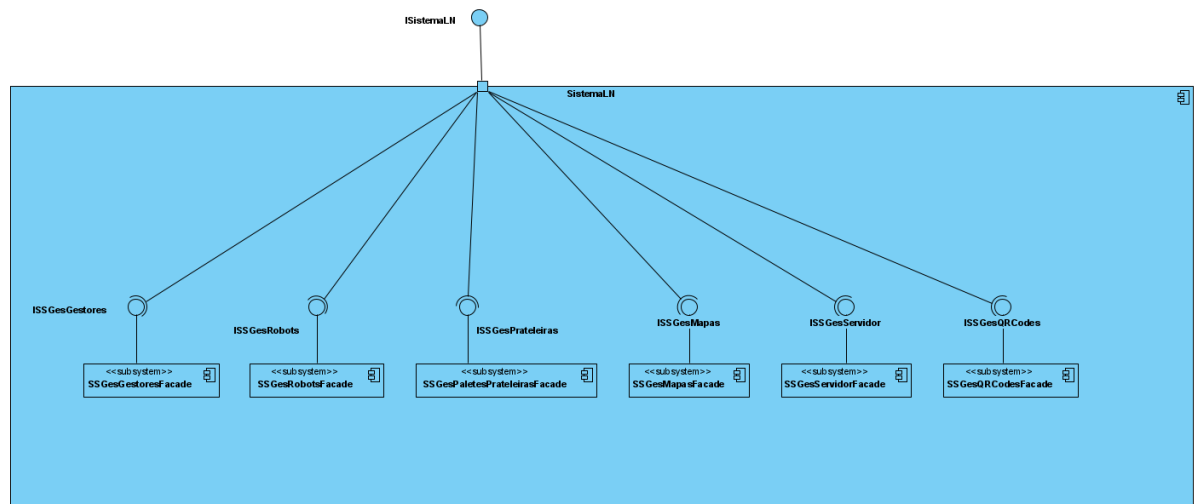 ISistemaLN
SistemaLN
ISSGesGestores
ISSGesRobots
ISSGesPrateleiras
ISSGesMapas
ISSGesServidor
ISSGesQRCodes
<<subsystem>>
SSGesGestoresFacade
<<subsystem>>
SSGesRobotsFacade
<<subsystem>>
SSGesPaletesPrateleirasFacade
<<subsystem>>
SSGesMapasFacade
<<subsystem>>
SSGesServidorFacade
<<subsystem>>
SSGesQRCodesFacade